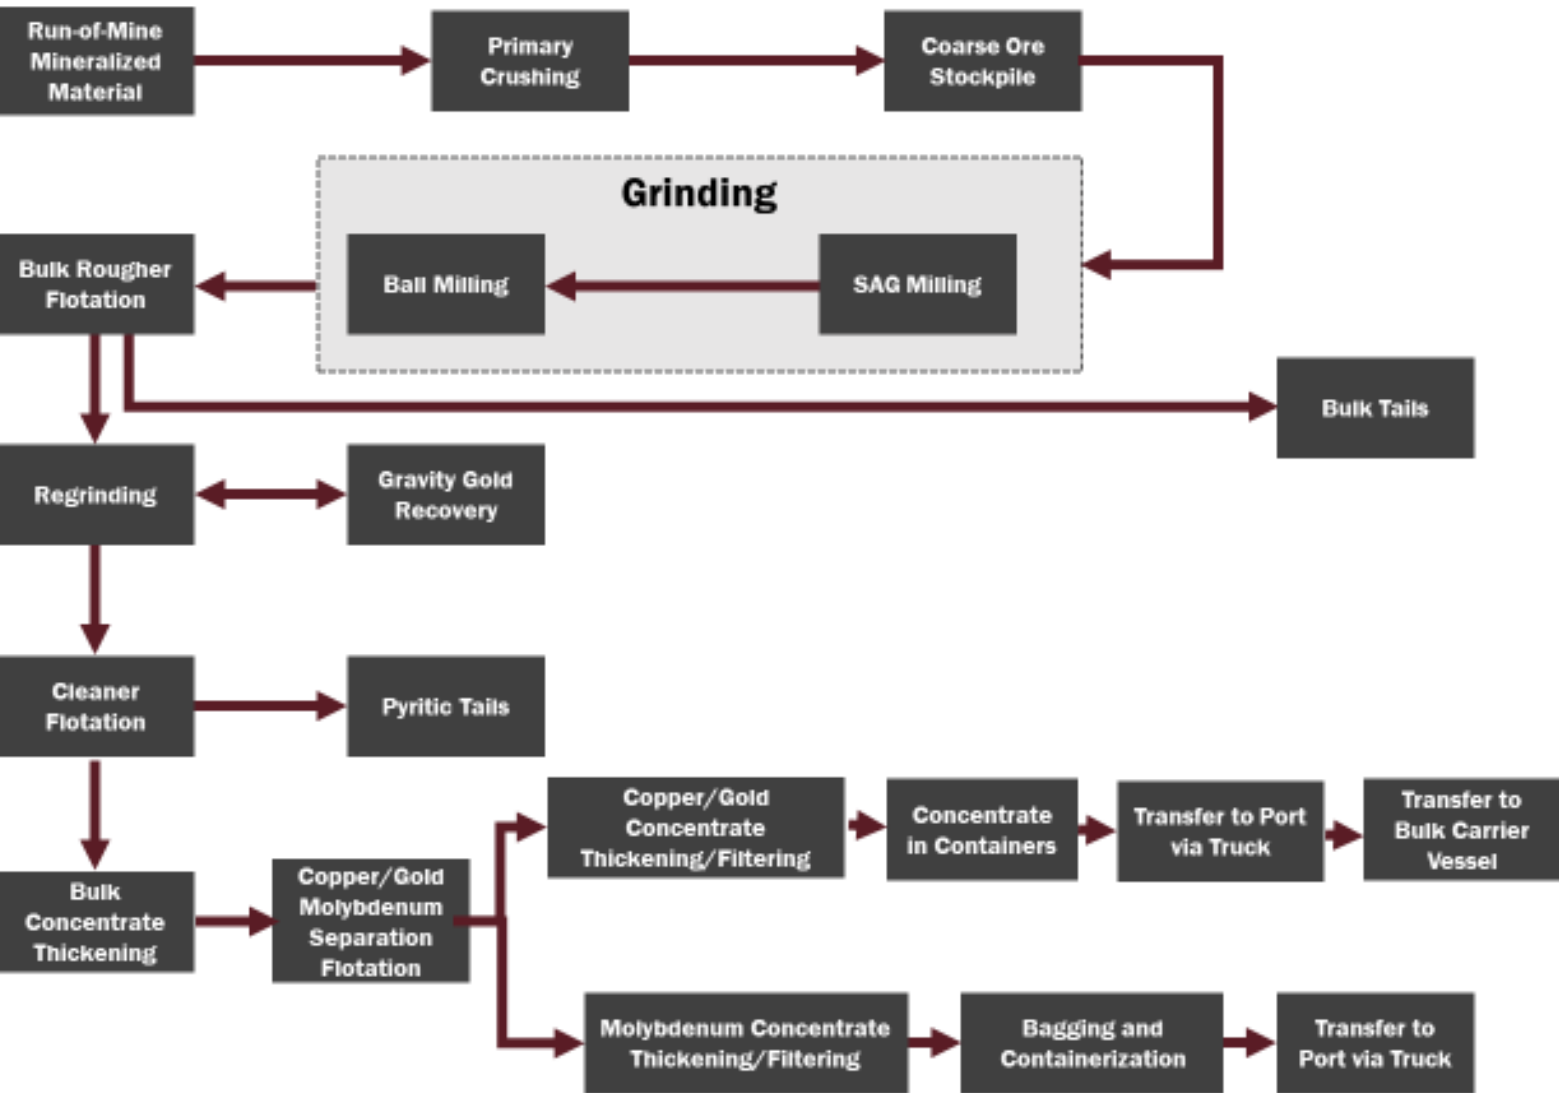 Run-of-Mine
Mineralized
Material
Primary
Crushing
Coarse Ore
Stockpile
Grinding
Bulk Rougher
Flotation
Ball Milling
SAG Milling
Bulk Tails
Regrinding
Gravity Gold
Recovery
Cleaner
Flotation
Pyritic Tails
Bulk
Concentrate
Thickening
Copper/Gold
Molybdenum
Separation
Flotation
Copper/Gold
Concentrate
Thickening/Filtering
Concentrate
in Containers
Transfer to Port
via Truck
Transfer to
Bulk Carrier
Vessel
Molybdenum Concentrate
Thickening/Filtering
Bagging and
Containerization
Transfer to
Port via Truck